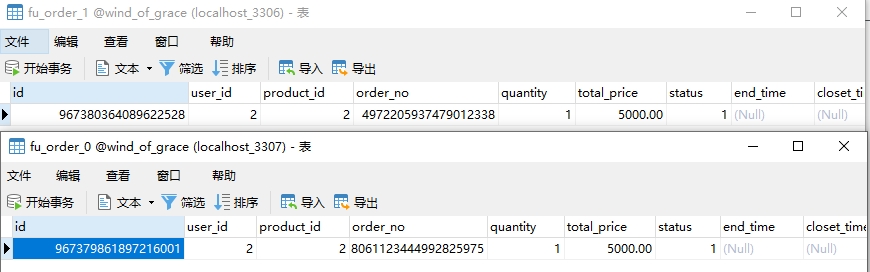 fu_order_1 @wind_of_grace (localhost_3306) - 表
文件 编辑 查看 窗口 帮助
开始事务 文本 筛选 排序 导入 导出
id user_id product_id order_no quantity total_price status end_time closet_ti
967380364089622528 2 2 4972205937479012338 1 5000.00 1 (Null) (Null)
fu_order_0 @wind_of_grace (localhost_3307) - 表
文件 编辑 查看 窗口 帮助
开始事务 文本 筛选 排序 导入 导出
id user_id product_id order_no quantity total_price status end_time closet_time
967379861897216001 2 2 8061123444992825975 1 5000.00 1 (Null) (Null)